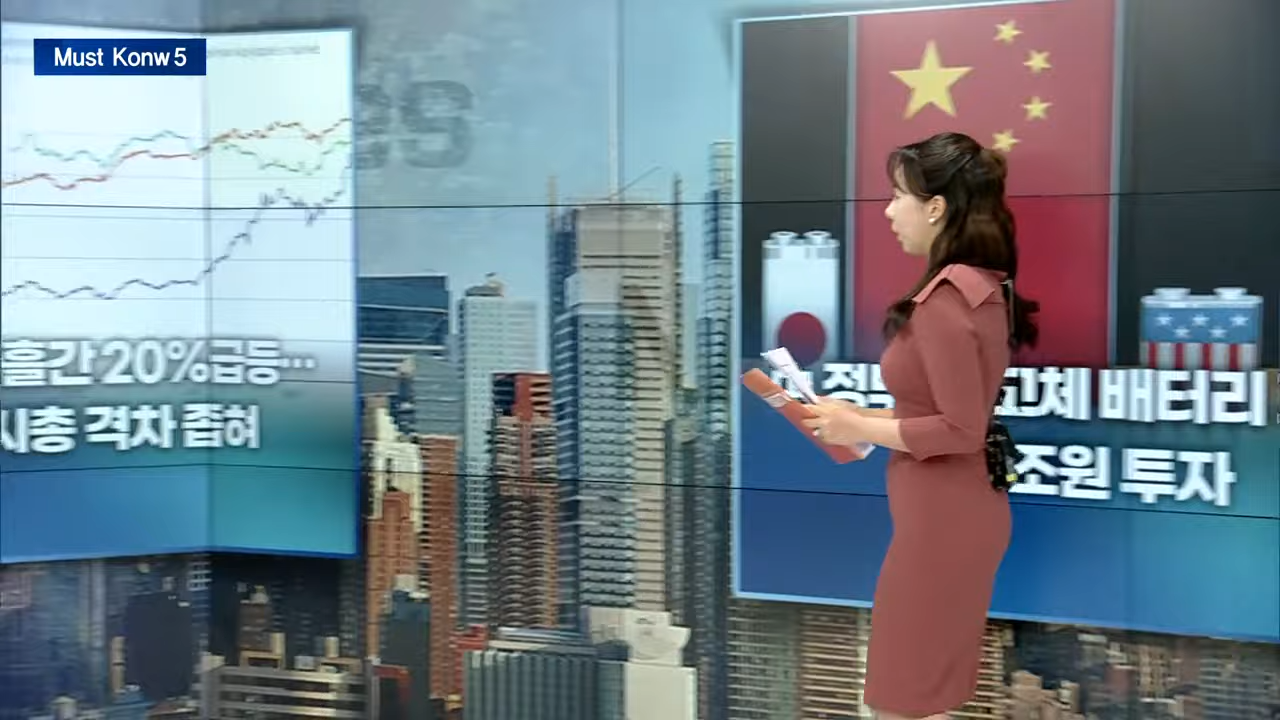 Must Konw 5
es
흘간 20%급등…
시총 격차 좁혀
고체 배터리
조원 투자